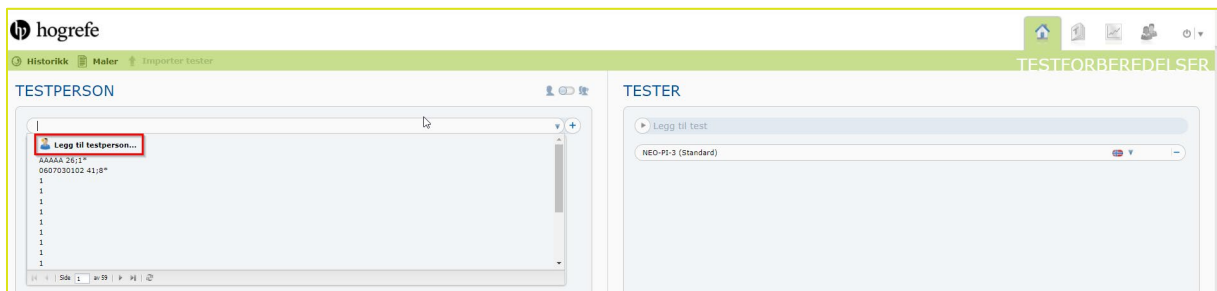 hogrefe
Historikk Maler Importer tester
TESTFORBEREDELSER
TESTPERSON
TESTER
Legg til testperson...
AAAAA 26;1*
0607030102 41;8*
1
1
1
1
1
1
1
1
1
Side 1 av 59
Legg til test
NEO-PI-3 (Standard)